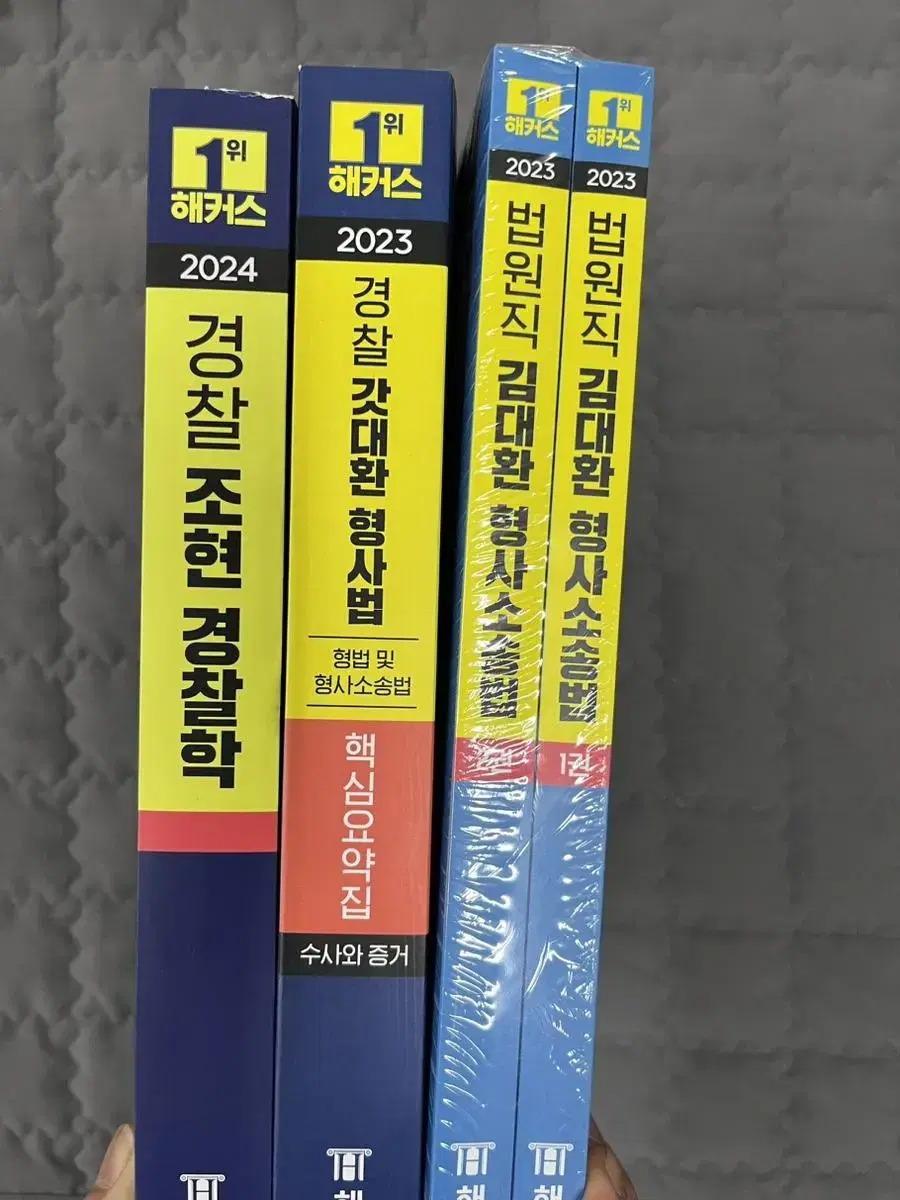 1위
해커스
2024
경찰 조현 경찰학
1위
해커스
2023
경찰 갓대환 형사법
형법 및
형사소송법
핵심요약집
수사와 증거
해
1위
해커스
2023
법원직 김대환 형사소송법
2권
해
1위
해커스
2023
법원직 김대환 형사소송법
1권
해